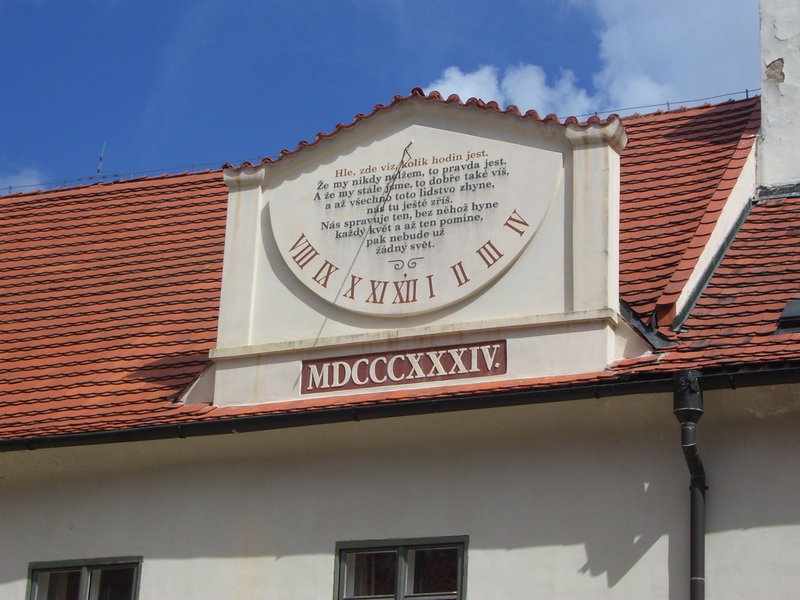 Hle, zde viz, kolik hodin jest.
Že my nikdy nelžem, to pravda jest.
A že my stále jsme, to dobře také víš,
a až všechno toto lidstvo zhyne,
nás tu ještě zříš.
Nás spravuje ten, bez něhož hyne
každý květ a až ten pomine,
pak nebude už
žádný svět.
VIII IX X XI XII I II III IV
MDCCCXXXIV.